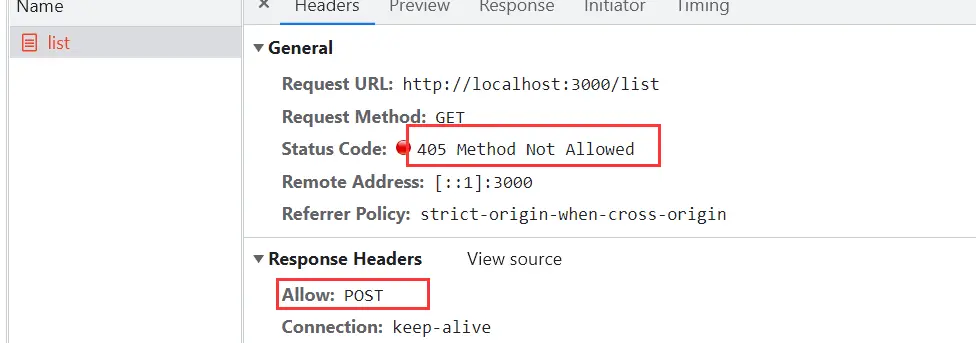 Name
× Headers Preview Response Initiator Timing
list
▼ General
Request URL: http://localhost:3000/list
Request Method: GET
Status Code: 405 Method Not Allowed
Remote Address: [::1]:3000
Referrer Policy: strict-origin-when-cross-origin
▼ Response Headers View source
Allow: POST
Connection: keep-alive